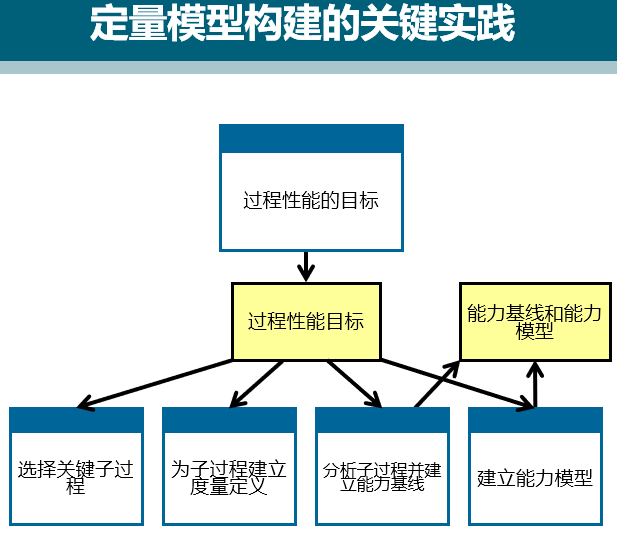 定量模型构建的关键实践
过程性能的目标
过程性能目标
能力基线和能力
模型
选择关键子过
程
为子过程建立
度量定义
分析子过程并建
立能力基线
建立能力模型